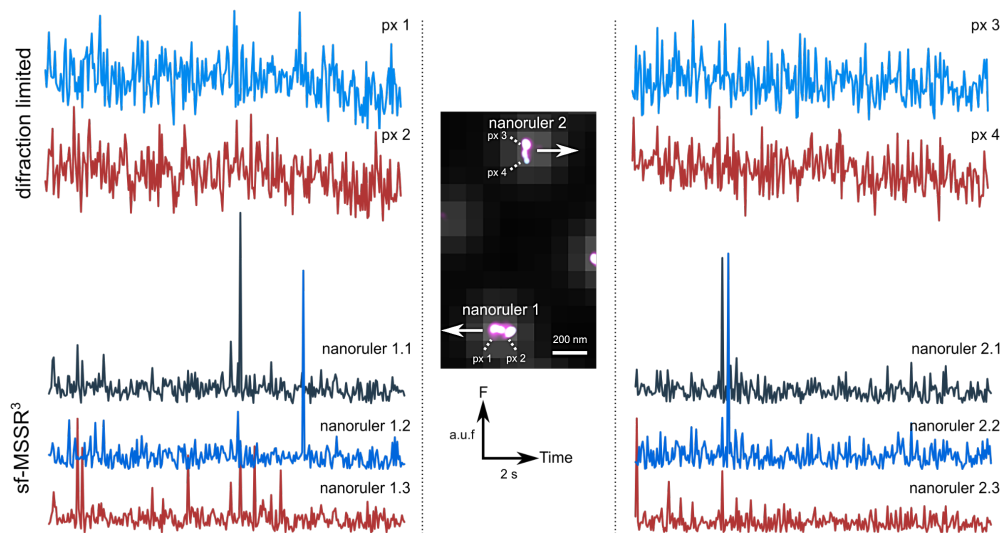 difraction limited
px 1
px 2
sf-MSSR³
nanoruler 1.1
nanoruler 1.2
nanoruler 1.3
nanoruler 2
px 3
px 4
nanoruler 1
px 1
px 2
200 nm
F
a.u.f
Time
2 s
px 3
px 4
nanoruler 2.1
nanoruler 2.2
nanoruler 2.3